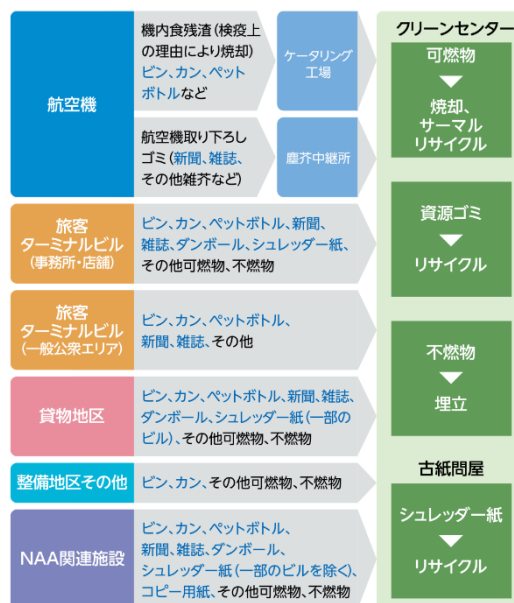 航空機
機内食残渣(検疫上
の理由により焼却)
ビン、カン、ペット
ボトルなど
ケータリング
工場
航空機取り下ろし
ゴミ(新聞、雑誌、
その他雑芥など)
塵芥中継所
旅客
ターミナルビル
(事務所・店舗)
ビン、カン、ペットボトル、新聞、
雑誌、ダンボール、シュレッダー紙、
その他可燃物、不燃物
旅客
ターミナルビル
(一般公衆エリア)
ビン、カン、ペットボトル、
新聞、雑誌、その他
貨物地区
ビン、カン、ペットボトル、新聞、雑誌、
ダンボール、シュレッダー紙(一部の
ビル)、その他可燃物、不燃物
整備地区その他
ビン、カン、その他可燃物、不燃物
NAA関連施設
ビン、カン、ペットボトル、
新聞、雑誌、ダンボール、
シュレッダー紙(一部のビルを除く)、
コピー用紙、その他可燃物、不燃物
クリーンセンター
可燃物
焼却、
サーマル
リサイクル
資源ゴミ
リサイクル
不燃物
埋立
古紙問屋
シュレッダー紙
リサイクル